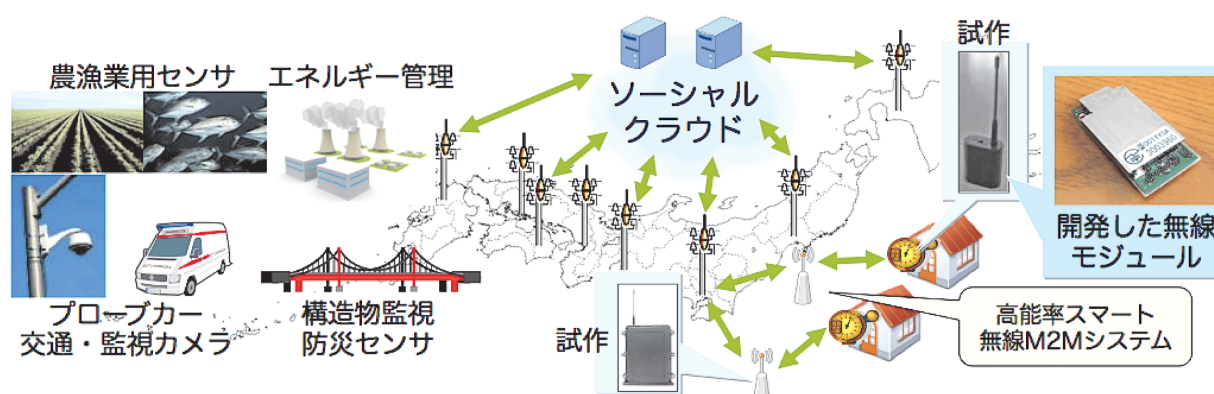 農漁業用センサ
エネルギー管理
ソーシャル
クラウド
試作
開発した無線
モジュール
プローブカー
交通・監視カメラ
構造物監視
防災センサ
試作
高能率スマート
無線M2Mシステム
001YYGA
3003960